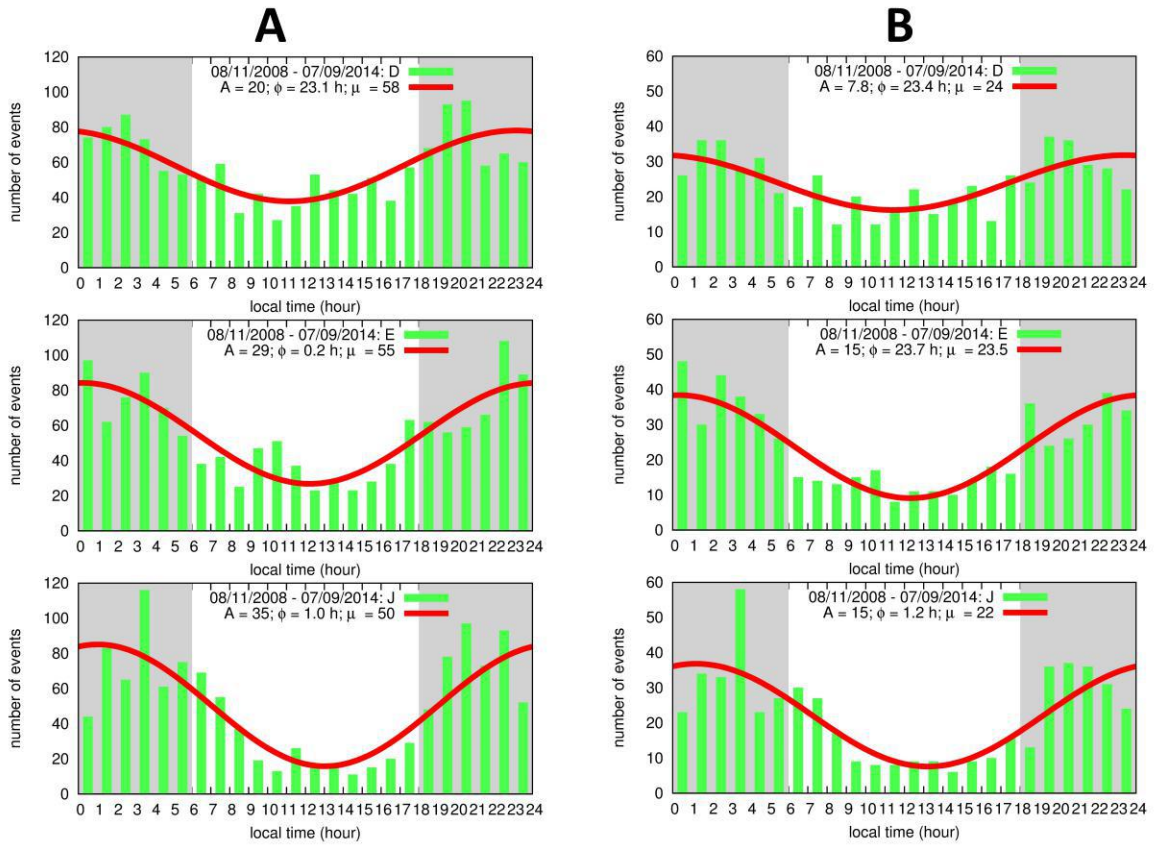 A
B
120
100
80
60
40
20
0
number of events
08/11/2008 - 07/09/2014: D
A = 20; ϕ = 23.1 h; μ = 58
0 1 2 3 4 5 6 7 8 9 10 11 12 13 14 15 16 17 18 19 20 21 22 23 24
local time (hour)
60
50
40
30
20
10
0
number of events
08/11/2008 - 07/09/2014: D
A = 7.8; ϕ = 23.4 h; μ = 24
0 1 2 3 4 5 6 7 8 9 10 11 12 13 14 15 16 17 18 19 20 21 22 23 24
local time (hour)
120
100
80
60
40
20
0
number of events
08/11/2008 - 07/09/2014: E
A = 29; ϕ = 0.2 h; μ = 55
0 1 2 3 4 5 6 7 8 9 10 11 12 13 14 15 16 17 18 19 20 21 22 23 24
local time (hour)
60
50
40
30
20
10
0
number of events
08/11/2008 - 07/09/2014: E
A = 15; ϕ = 23.7 h; μ = 23.5
0 1 2 3 4 5 6 7 8 9 10 11 12 13 14 15 16 17 18 19 20 21 22 23 24
local time (hour)
120
100
80
60
40
20
0
number of events
08/11/2008 - 07/09/2014: J
A = 35; ϕ = 1.0 h; μ = 50
0 1 2 3 4 5 6 7 8 9 10 11 12 13 14 15 16 17 18 19 20 21 22 23 24
local time (hour)
60
50
40
30
20
10
0
number of events
08/11/2008 - 07/09/2014: J
A = 15; ϕ = 1.2 h; μ = 22
0 1 2 3 4 5 6 7 8 9 10 11 12 13 14 15 16 17 18 19 20 21 22 23 24
local time (hour)